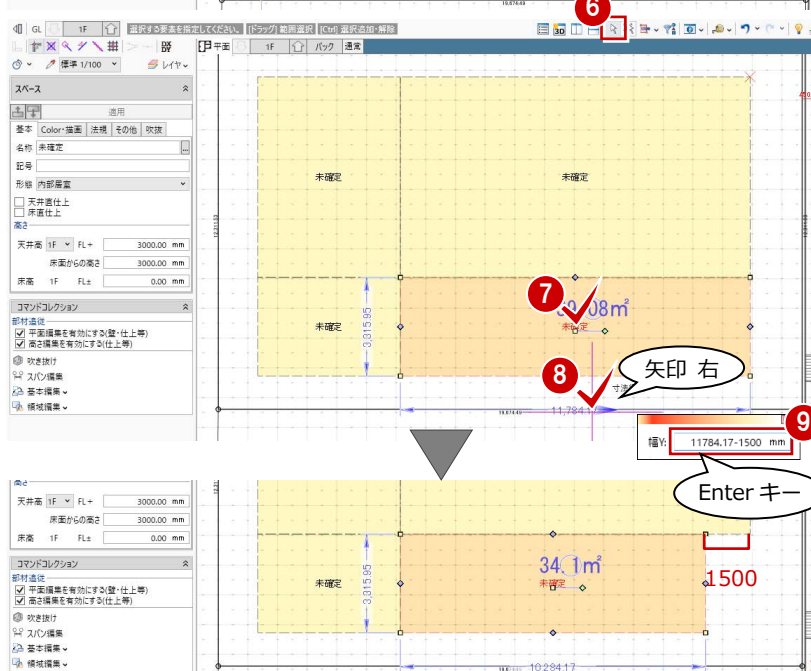 19,674.49
6
GL 1F 選択する要素を指定してください。 [ドラッグ] 範囲選択 [Ctrl] 選択追加・解除
3D
平面 1F バック 通常
標準 1/100 レイヤ
スペース
適用
基本 Color・描画 法規 その他 吹抜
名称 未確定 ...
記号
形態 内部居室
天井直仕上
床直仕上
高さ
天井高 1F FL+ 3000.00 mm
床面からの高さ 3000.00 mm
床高 1F FL± 0.00 mm
コマンドコレクション
部材追従
平面編集を有効にする(壁・仕上等)
高さ編集を有効にする(仕上等)
吹き抜け
スパン編集
基本編集
領域編集
未確定
未確定
未確定
3,315.95
7
08㎡
8
矢印 右
19,674.49
11,784.1
9
幅Y: 11784.17-1500 mm
Enter キー
天井高 1F FL+ 3000.00 mm
床面からの高さ 3000.00 mm
床高 1F FL± 0.00 mm
コマンドコレクション
部材追従
平面編集を有効にする(壁・仕上等)
高さ編集を有効にする(仕上等)
吹き抜け
スパン編集
基本編集
領域編集
未確定
3,315.95
34.1㎡
未確定
1500
10,284.17